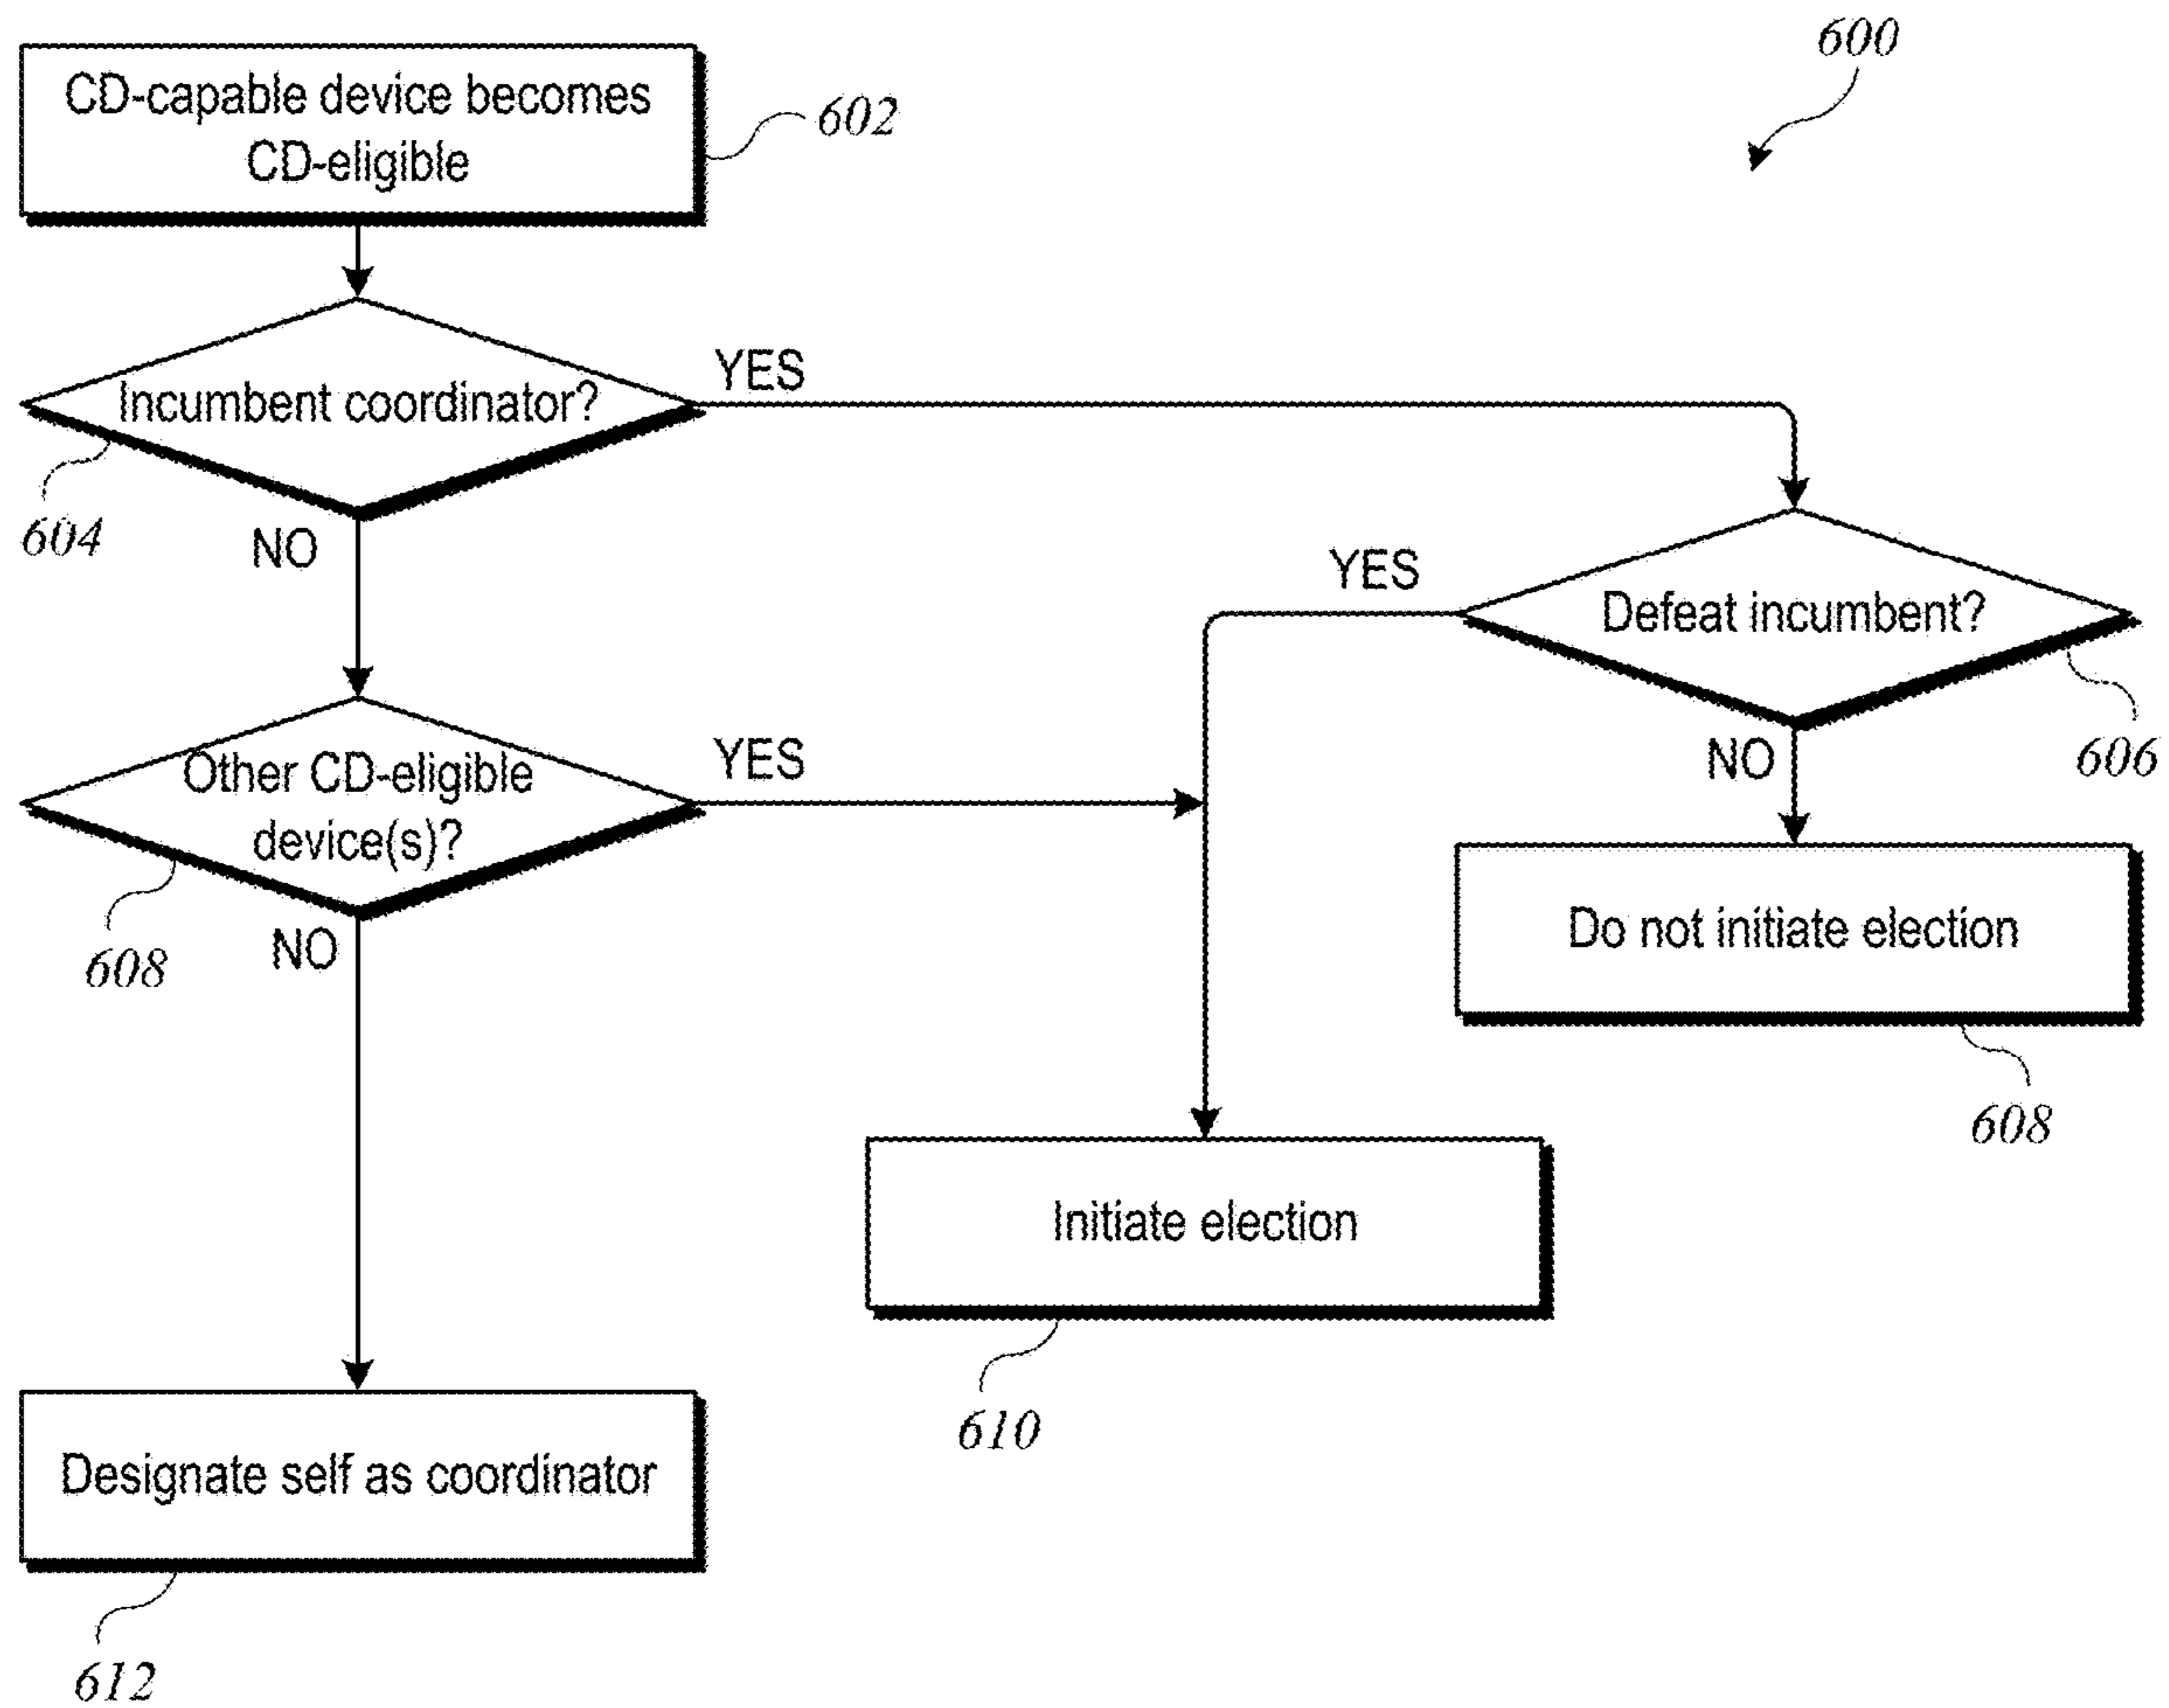 600
CD-capable device becomes
CD-eligible
602
Incumbent coordinator?
YES
604
NO
YES
Defeat incumbent?
606
NO
Other CD-eligible
device(s)?
YES
608
NO
Do not initiate election
608
Initiate election
610
Designate self as coordinator
612